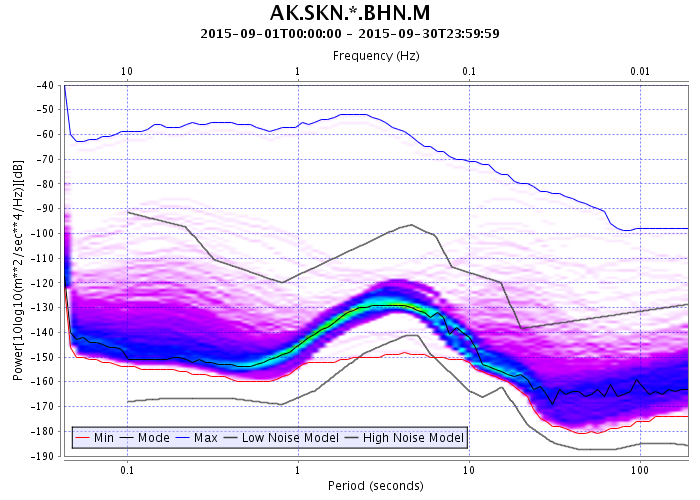 AK.SKN.*.BHN.M
2015-09-01T00:00:00 - 2015-09-30T23:59:59
Frequency (Hz)
10 1 0.1 0.01
Power[10log10(m**2/sec**4/Hz)][dB]
-40
-50
-60
-70
-80
-90
-100
-110
-120
-130
-140
-150
-160
-170
-180
-190
Min Mode Max Low Noise Model High Noise Model
0.1 1 10 100
Period (seconds)